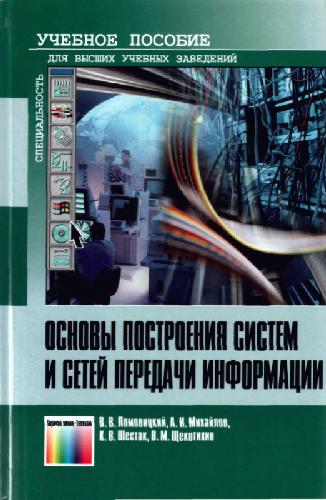 УЧЕБНОЕ ПОСОБИЕ
ДЛЯ ВЫСШИХ УЧЕБНЫХ ЗАВЕДЕНИЙ
СПЕЦИАЛЬНОСТЬ
ОСНОВЫ ПОСТРОЕНИЯ СИСТЕМ
И СЕТЕЙ ПЕРЕДАЧИ ИНФОРМАЦИИ
В. В. Ломовицкий, А. И. Михайлов,
К. В. Шестак, В. М. Щекотихин